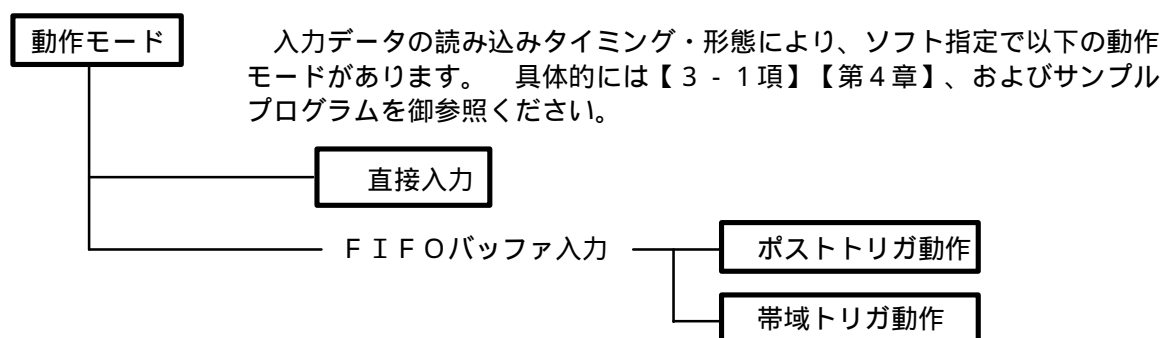 動作モード
入力データの読み込みタイミング・形態により、ソフト指定で以下の動作
モードがあります。　具体的には【３‐１項】【第４章】、およびサンプル
プログラムを御参照ください。
直接入力
ＦＩＦＯバッファ入力
ポストトリガ動作
帯域トリガ動作